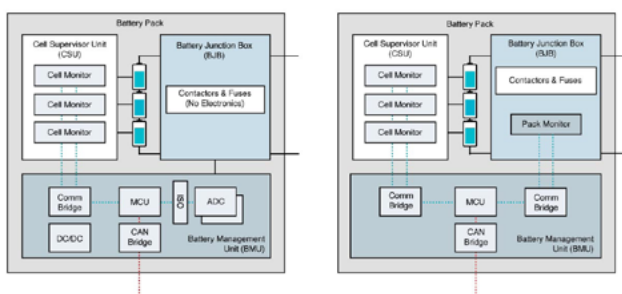 Battery Pack
Cell Supervisor Unit
(CSU)
Cell Monitor
Cell Monitor
Cell Monitor
Battery Junction Box
(BJB)
Contactors & Fuses
(No Electronics)
Comm
Bridge
MCU
ISO
ADC
DC/DC
CAN
Bridge
Battery Management
Unit (BMU)
Battery Pack
Cell Supervisor Unit
(CSU)
Cell Monitor
Cell Monitor
Cell Monitor
Battery Junction Box
(BJB)
Contactors & Fuses
Pack Monitor
Comm
Bridge
MCU
Comm
Bridge
CAN
Bridge
Battery Management
Unit (BMU)